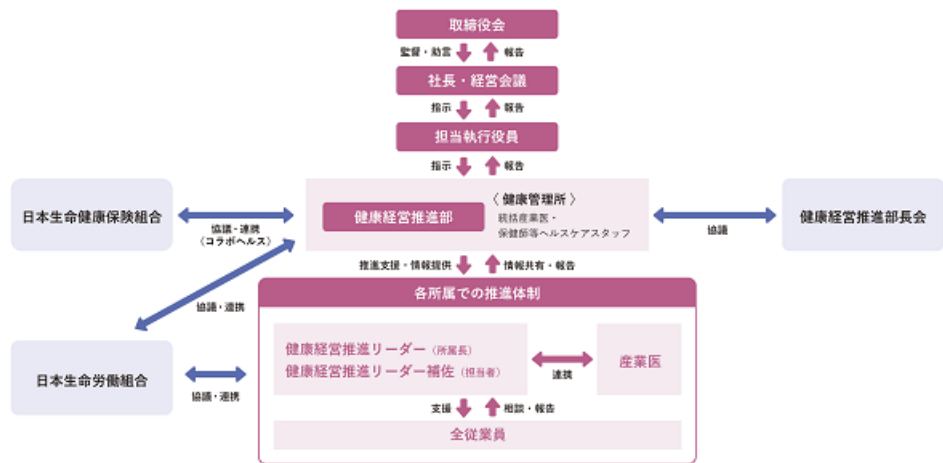 取締役会
監督・助言 報告
社長・経営会議
指示 報告
担当執行役員
指示 報告
日本生命健康保険組合
協議・連携
（コラボヘルス）
健康経営推進部
〈 健康管理所 〉
統括産業医・
保健師等ヘルスケアスタッフ
協議
健康経営推進部長会
推進支援・情報提供 情報共有・報告
協議・連携
各所属での推進体制
日本生命労働組合
協議・連携
健康経営推進リーダー（所属長）
健康経営推進リーダー補佐（担当者）
連携
産業医
支援 相談・報告
全従業員